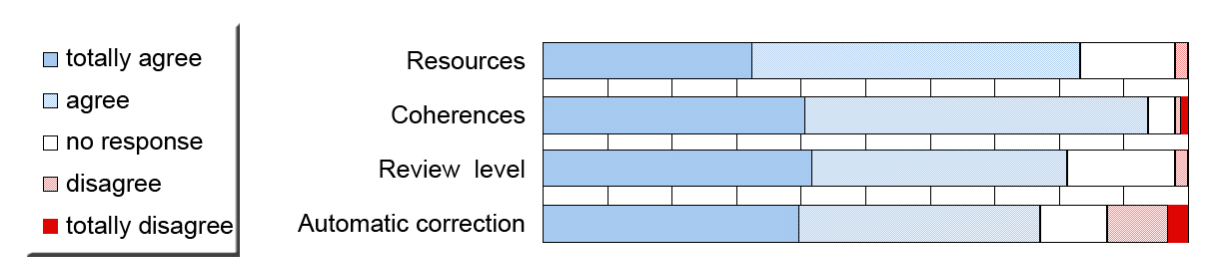 totally agree
agree
no response
disagree
totally disagree
Resources
Coherences
Review level
Automatic correction